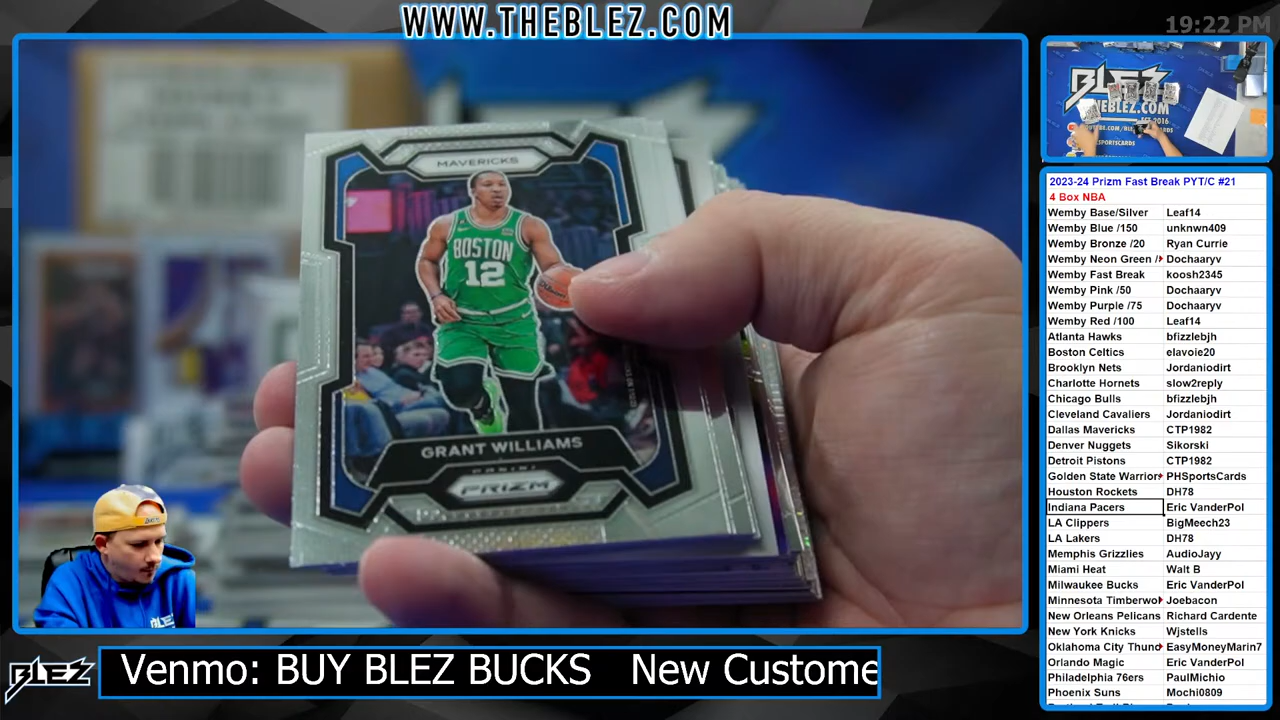 WWW.THEBLEZ.COM
19:22 PM
MAVERICKS
BOSTON
12
GRANT WILLIAMS
PANINI
PRIZM
BLEZ
THEBLEZ.COM
EST. 2016
2023-24 Prizm Fast Break PYT/C #21
4 Box NBA
Wemby Base/Silver Leaf14
Wemby Blue /150 unknwn409
Wemby Bronze /20 Ryan Currie
Wemby Neon Green / Dochaaryv
Wemby Fast Break koosh2345
Wemby Pink /50 Dochaaryv
Wemby Purple /75 Dochaaryv
Wemby Red /100 Leaf14
Atlanta Hawks bfizzlebjh
Boston Celtics elavoie20
Brooklyn Nets Jordaniodirt
Charlotte Hornets slow2reply
Chicago Bulls bfizzlebjh
Cleveland Cavaliers Jordaniodirt
Dallas Mavericks CTP1982
Denver Nuggets Sikorski
Detroit Pistons CTP1982
Golden State Warrior PHSportsCards
Houston Rockets DH78
Indiana Pacers Eric VanderPol
LA Clippers BigMeech23
LA Lakers DH78
Memphis Grizzlies AudioJayy
Miami Heat Walt B
Milwaukee Bucks Eric VanderPol
Minnesota Timberwo Joebacon
New Orleans Pelicans Richard Cardente
New York Knicks Wjstells
Oklahoma City Thund EasyMoneyMarin7
Orlando Magic Eric VanderPol
Philadelphia 76ers PaulMichio
Phoenix Suns Mochi0809
BLEZ
Venmo: BUY BLEZ BUCKS New Custome